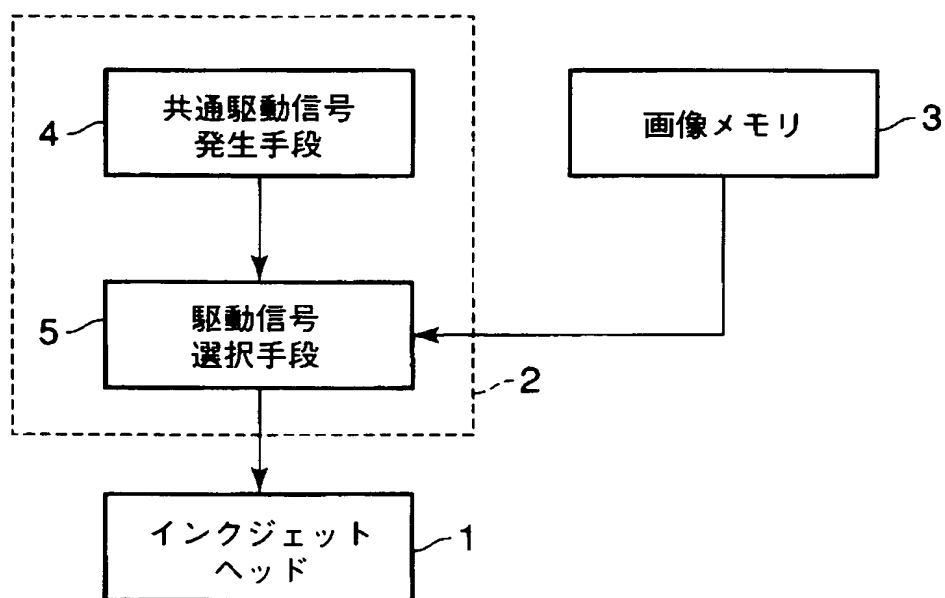 共通駆動信号
発生手段
4
画像メモリ
3
駆動信号
選択手段
5
2
インクジェット
ヘッド
1